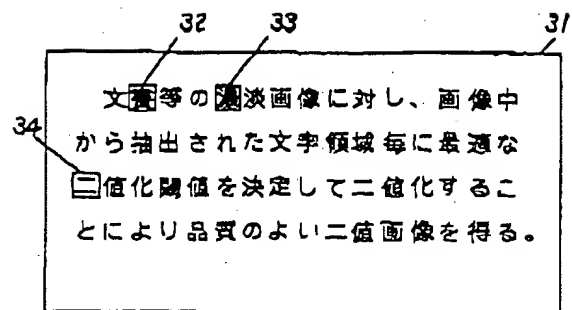 32 33 31
文書等の濃淡画像に対し、画像中
34
から抽出された文字領域毎に最適な
二値化閾値を決定して二値化するこ
とにより品質のよい二値画像を得る。